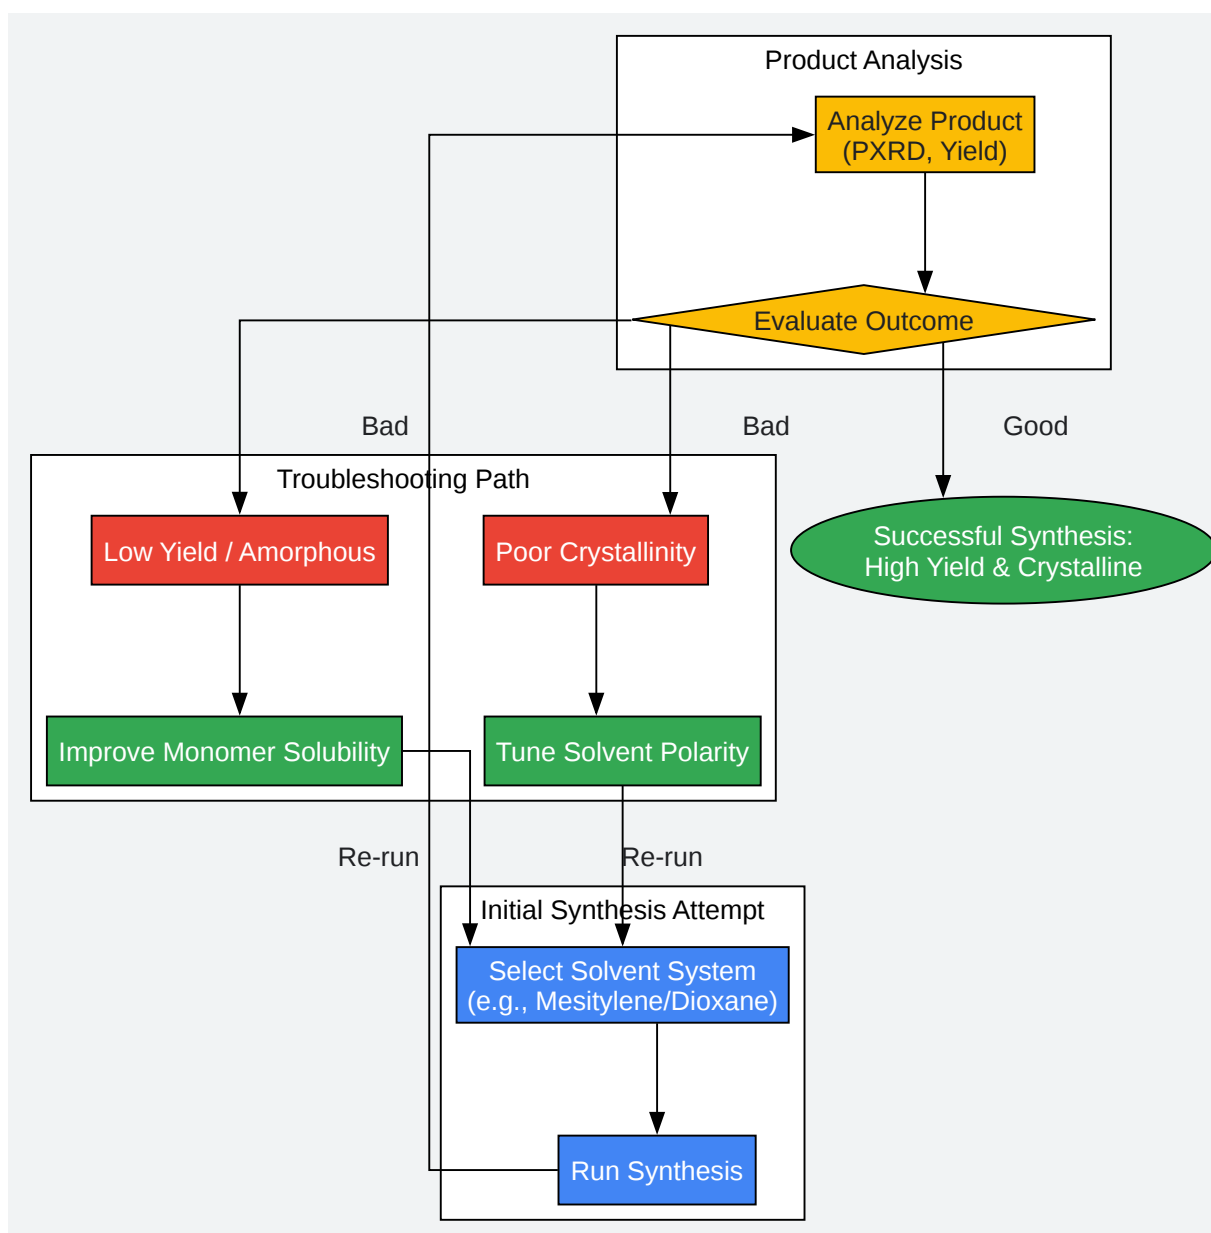 Product Analysis
Analyze Product
(PXRD, Yield)
Evaluate Outcome
Bad
Bad
Good
Troubleshooting Path
Low Yield / Amorphous
Poor Crystallinity
Successful Synthesis:
High Yield & Crystalline
Improve Monomer Solubility
Tune Solvent Polarity
Re-run
Re-run
Initial Synthesis Attempt
Select Solvent System
(e.g., Mesitylene/Dioxane)
Run Synthesis